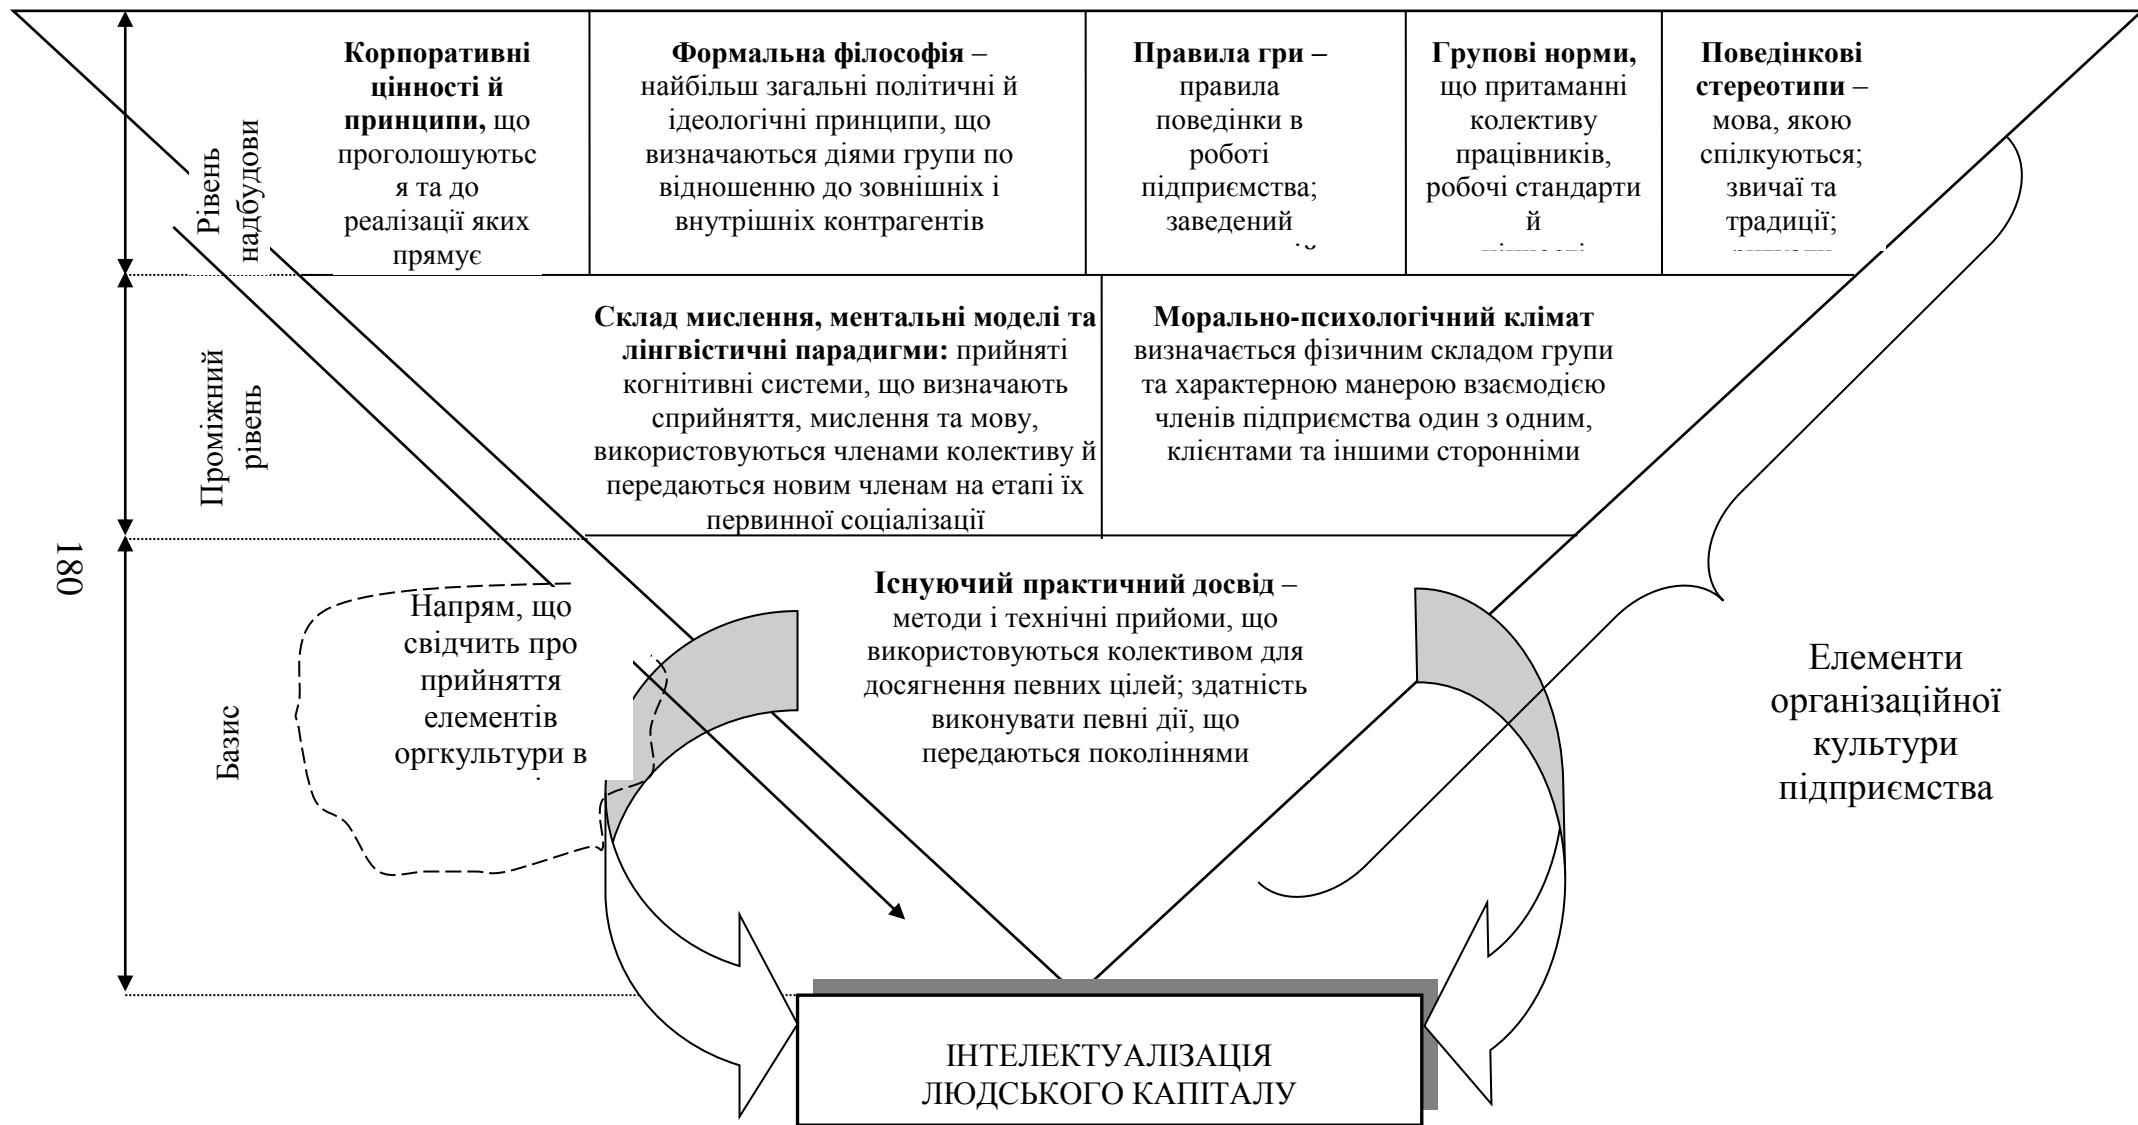 Корпоративні
цінності й
принципи, що
проголошуютьс
я та до
реалізації яких
прямує
Формальна філософія –
найбільш загальні політичні й
ідеологічні принципи, що
визначаються діями групи по
відношенню до зовнішніх і
внутрішніх контрагентів
Правила гри –
правила
поведінки в
роботі
підприємства;
заведений
Групові норми,
що притаманні
колективу
працівників,
робочі стандарти
й
Поведінкові
стереотипи –
мова, якою
спілкуються;
звичаї та
традиції;
Рівень
надбудови
Склад мислення, ментальні моделі та
лінгвістичні парадигми: прийняті
когнітивні системи, що визначають
сприйняття, мислення та мову,
використовуються членами колективу й
передаються новим членам на етапі їх
первинної соціалізації
Морально-психологічний клімат
визначається фізичним складом групи
та характерною манерою взаємодією
членів підприємства один з одним,
клієнтами та іншими сторонніми
Проміжний
рівень
180
Існуючий практичний досвід –
методи і технічні прийоми, що
використовуються колективом для
досягнення певних цілей; здатність
виконувати певні дії, що
передаються поколіннями
Базис
Напрям, що
свідчить про
прийняття
елементів
оргкультури в
Елементи
організаційної
культури
підприємства
ІНТЕЛЕКТУАЛІЗАЦІЯ
ЛЮДСЬКОГО КАПІТАЛУ